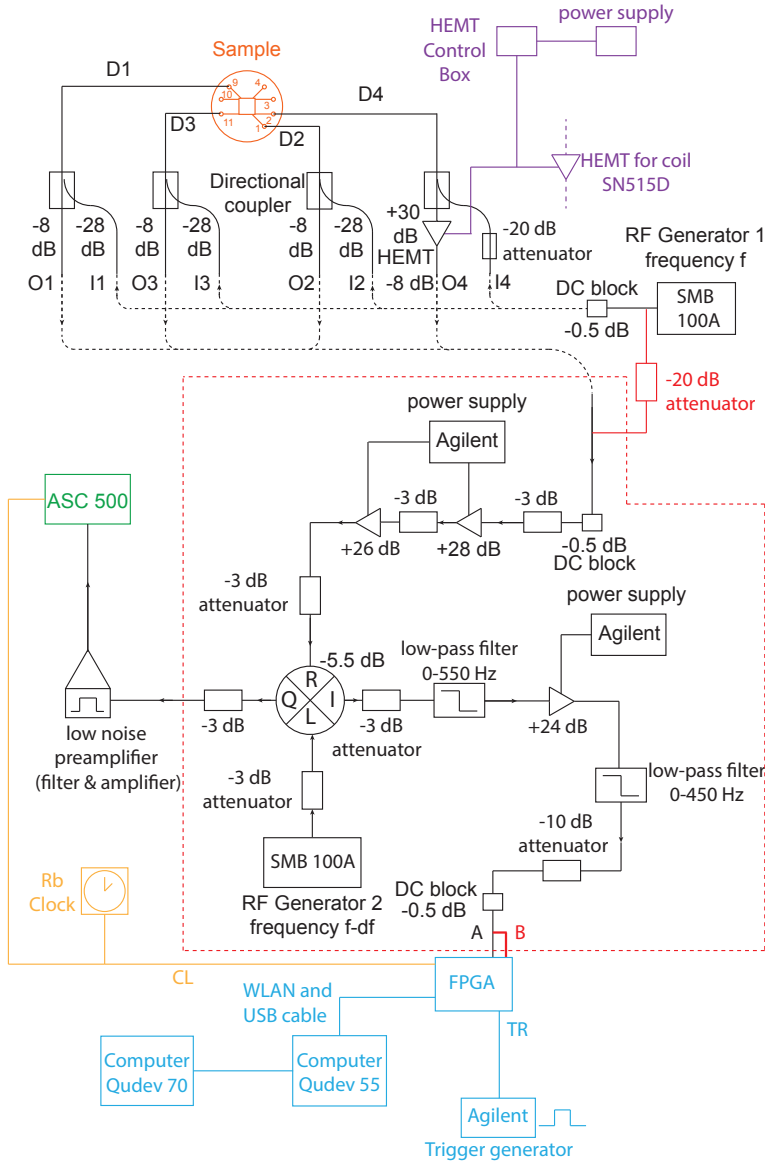 HEMT
Control
Box
power supply
Sample
D1
D4
D3
D2
9
4
10
3
2
11
1
HEMT for coil
SN515D
Directional
coupler
-8
dB
-28
dB
-8
dB
-28
dB
-8
dB
-28
dB
+30
dB
HEMT
-8 dB
-20 dB
attenuator
O1
I1
O3
I3
O2
I2
O4
I4
RF Generator 1
frequency f
DC block
-0.5 dB
SMB
100A
-20 dB
attenuator
power supply
Agilent
ASC 500
-3 dB
-3 dB
+26 dB
+28 dB
-0.5 dB
DC block
-3 dB
attenuator
power supply
Agilent
-5.5 dB
low-pass filter
0-550 Hz
R
Q
I
L
-3 dB
-3 dB
attenuator
+24 dB
low noise
preamplifier
(filter & amplifier)
-3 dB
attenuator
low-pass filter
0-450 Hz
-10 dB
attenuator
SMB 100A
RF Generator 2
frequency f-df
Rb
Clock
DC block
-0.5 dB
A
B
CL
FPGA
WLAN and
USB cable
TR
Computer
Qudev 70
Computer
Qudev 55
Agilent
Trigger generator